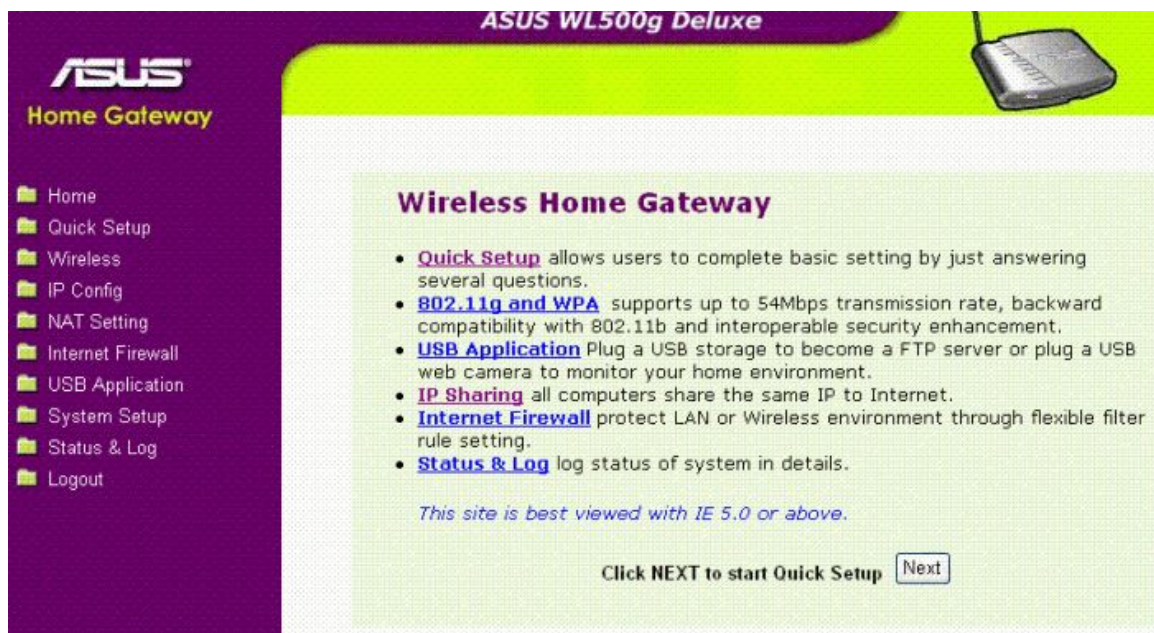 ASUS WL500g Deluxe
ASUS
Home Gateway
Home
Quick Setup
Wireless
IP Config
NAT Setting
Internet Firewall
USB Application
System Setup
Status & Log
Logout
Wireless Home Gateway
• Quick Setup allows users to complete basic setting by just answering
several questions.
• 802.11g and WPA supports up to 54Mbps transmission rate, backward
compatibility with 802.11b and interoperable security enhancement.
• USB Application Plug a USB storage to become a FTP server or plug a USB
web camera to monitor your home environment.
• IP Sharing all computers share the same IP to Internet.
• Internet Firewall protect LAN or Wireless environment through flexible filter
rule setting.
• Status & Log log status of system in details.
This site is best viewed with IE 5.0 or above.
Click NEXT to start Quick Setup Next